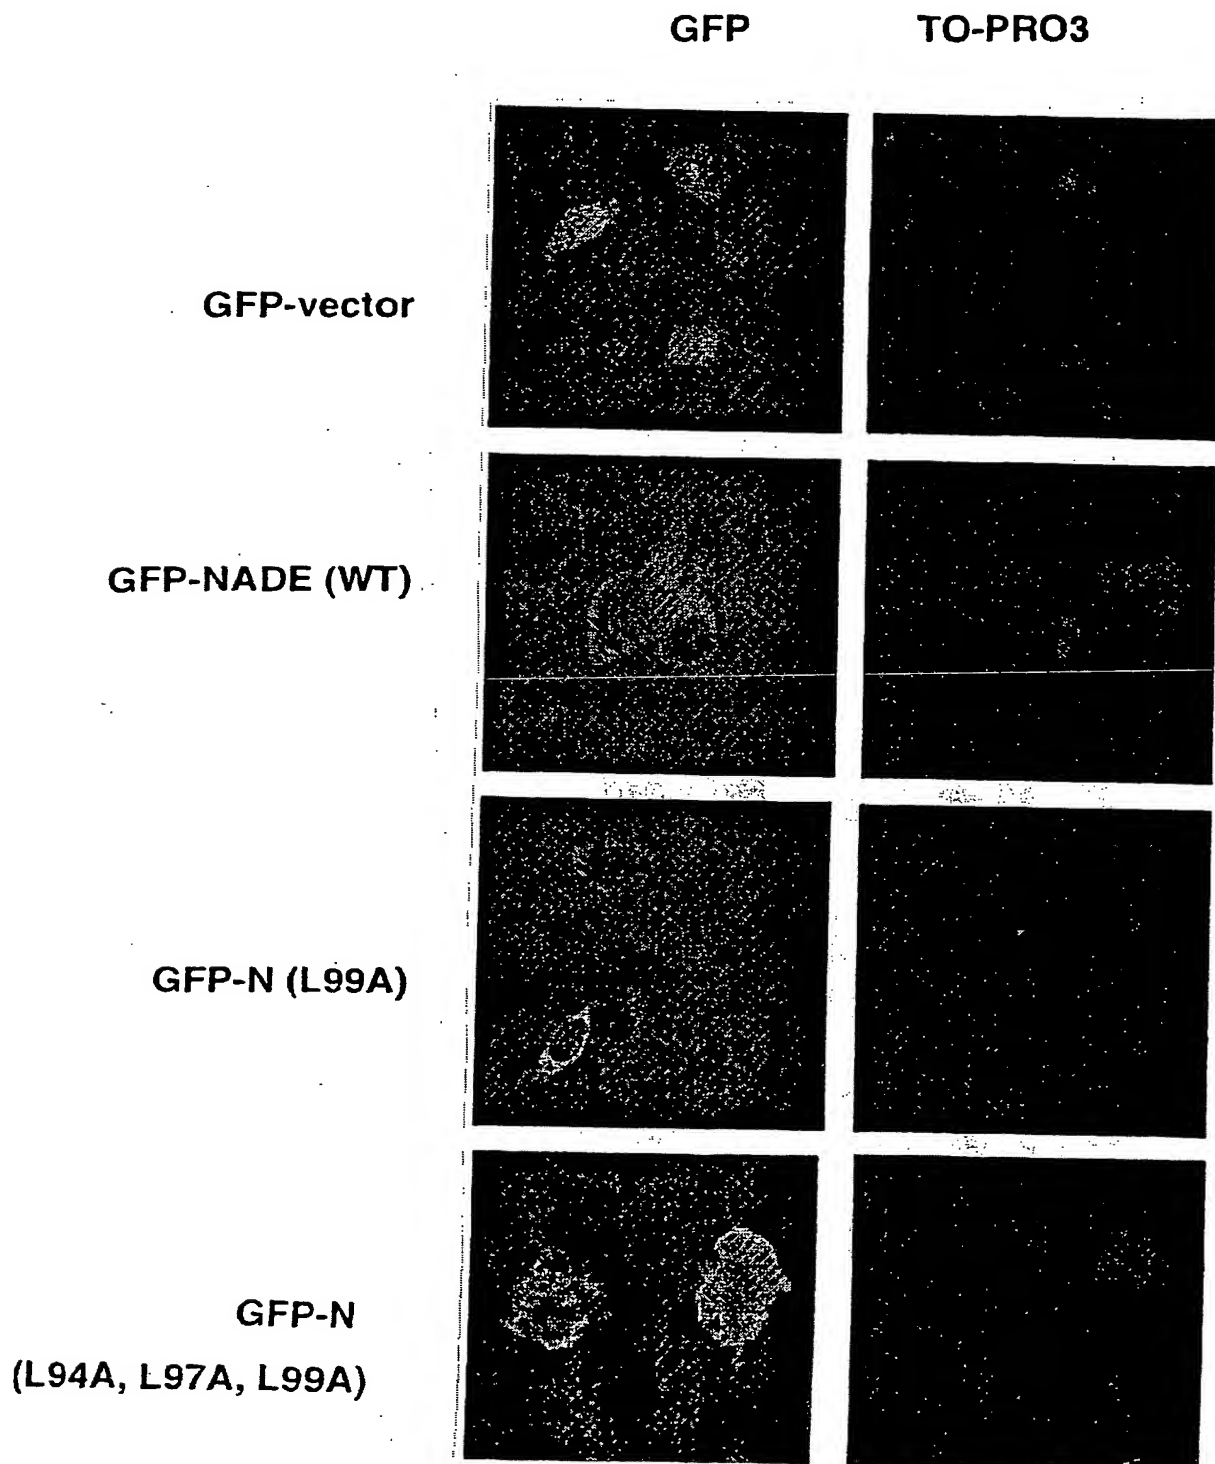 GFP TO-PRO3
GFP-vector
GFP-NADE (WT)
GFP-N (L99A)
GFP-N
(L94A, L97A, L99A)